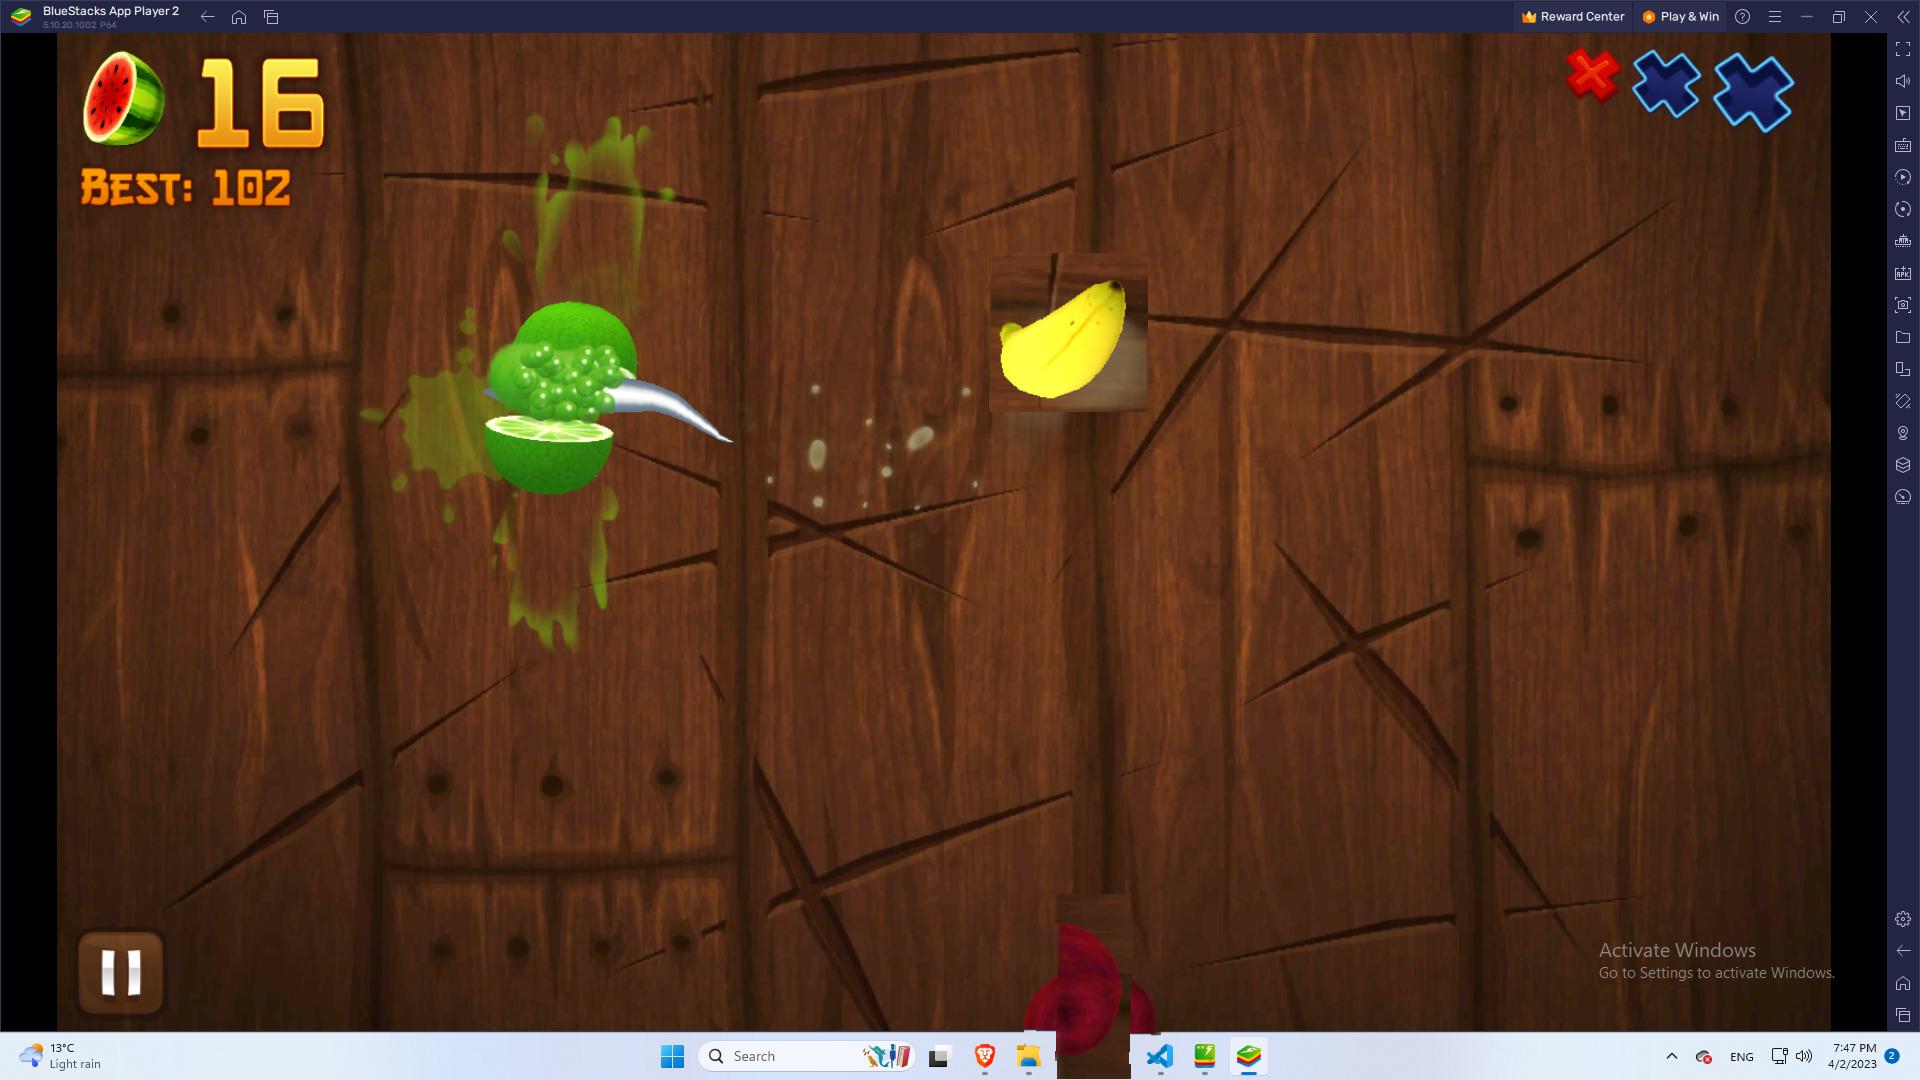 BlueStacks App Player 2
5.10.20.1002 P64
Reward Center
Play & Win
16
BEST: 102
Activate Windows
Go to Settings to activate Windows.
13°C
Light rain
Search
ENG
7:47 PM
4/2/2023
2